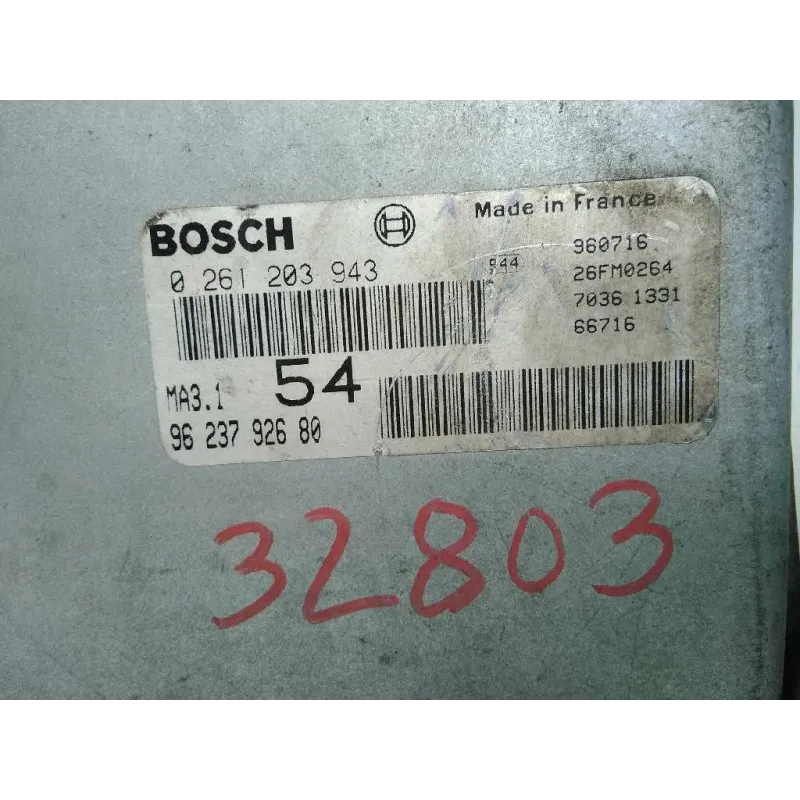 BOSCH
Made in France
0 261 203 943
944
960716
26FM0264
7036 1331
66716
MA3.1
54
96 237 926 80
32803